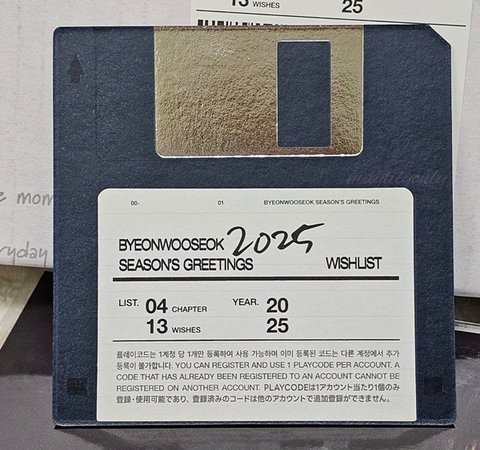 13 WISHES 25
00- 01 BYEONWOOSEOK SEASON'S GREETINGS
BYEONWOOSEOK 2025
SEASON'S GREETINGS WISHLIST
LIST. 04 CHAPTER YEAR. 20
13 WISHES 25
플레이코드는 1계정 당 1개만 등록하여 사용 가능하며 이미 등록된 코드는 다른 계정에서 추가
등록이 불가합니다. YOU CAN REGISTER AND USE 1 PLAYCODE PER ACCOUNT. A
CODE THAT HAS ALREADY BEEN REGISTERED TO AN ACCOUNT CANNOT BE
REGISTERED ON ANOTHER ACCOUNT. PLAYCODEは1アカウント当たり1個のみ
登録・使用可能であり、登録済みのコードは他のアカウントで追加登録ができません。